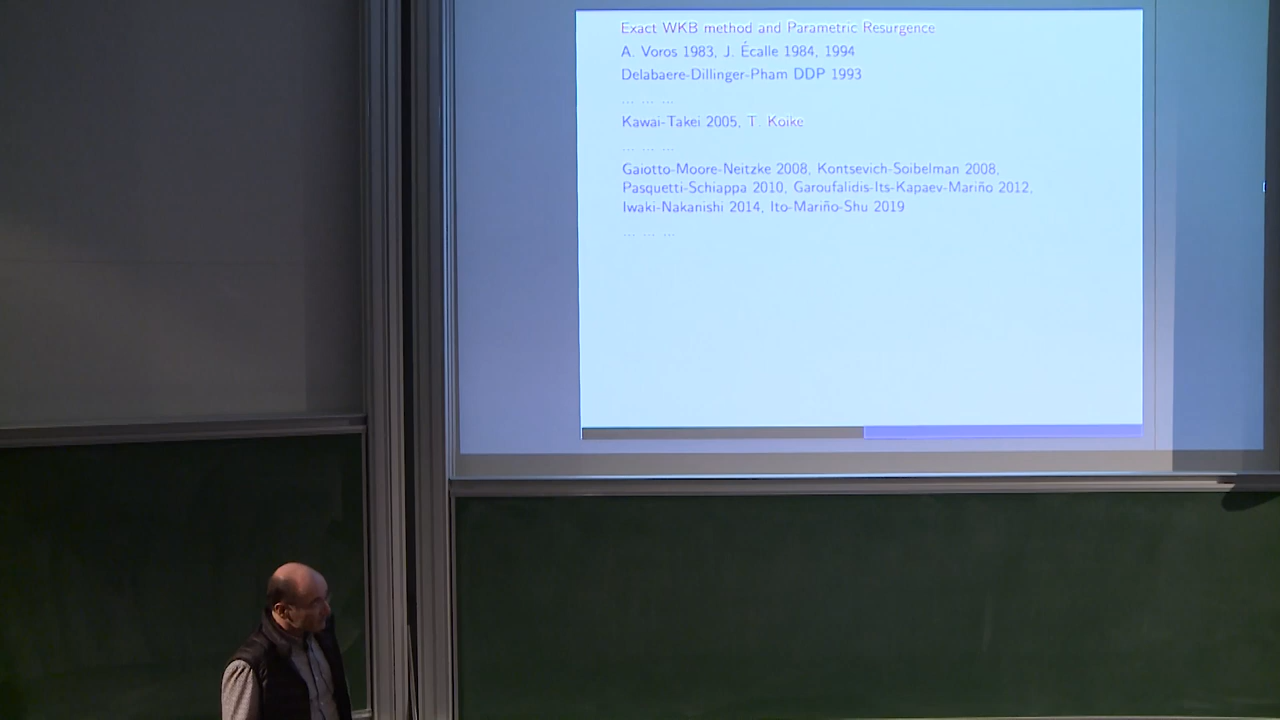 Exact WKB method and Parametric Resurgence
A. Voros 1983, J. Écalle 1984, 1994
Delabaere-Dillinger-Pham DDP 1993
... ... ...
Kawai-Takei 2005, T. Koike
... ... ...
Gaiotto-Moore-Neitzke 2008, Kontsevich-Soibelman 2008,
Pasquetti-Schiappa 2010, Garoufalidis-Its-Kapaev-Mariño 2012,
Iwaki-Nakanishi 2014, Ito-Mariño-Shu 2019
... ... ...